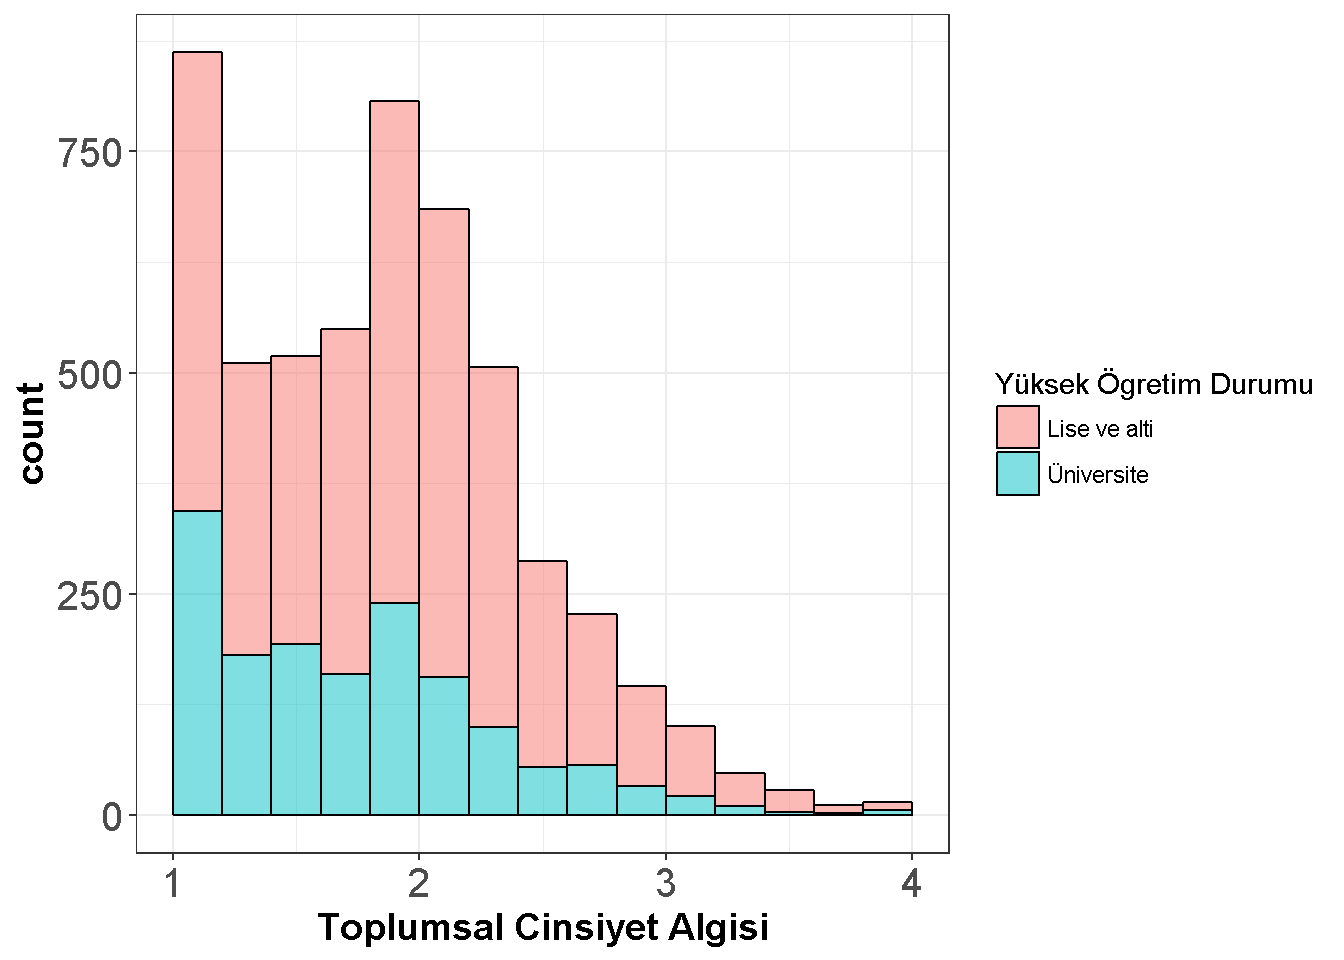 count
750
500
250
0
1 2 3 4
Toplumsal Cinsiyet Algisi
Yüksek Ögretim Durumu
Lise ve alti
Üniversite